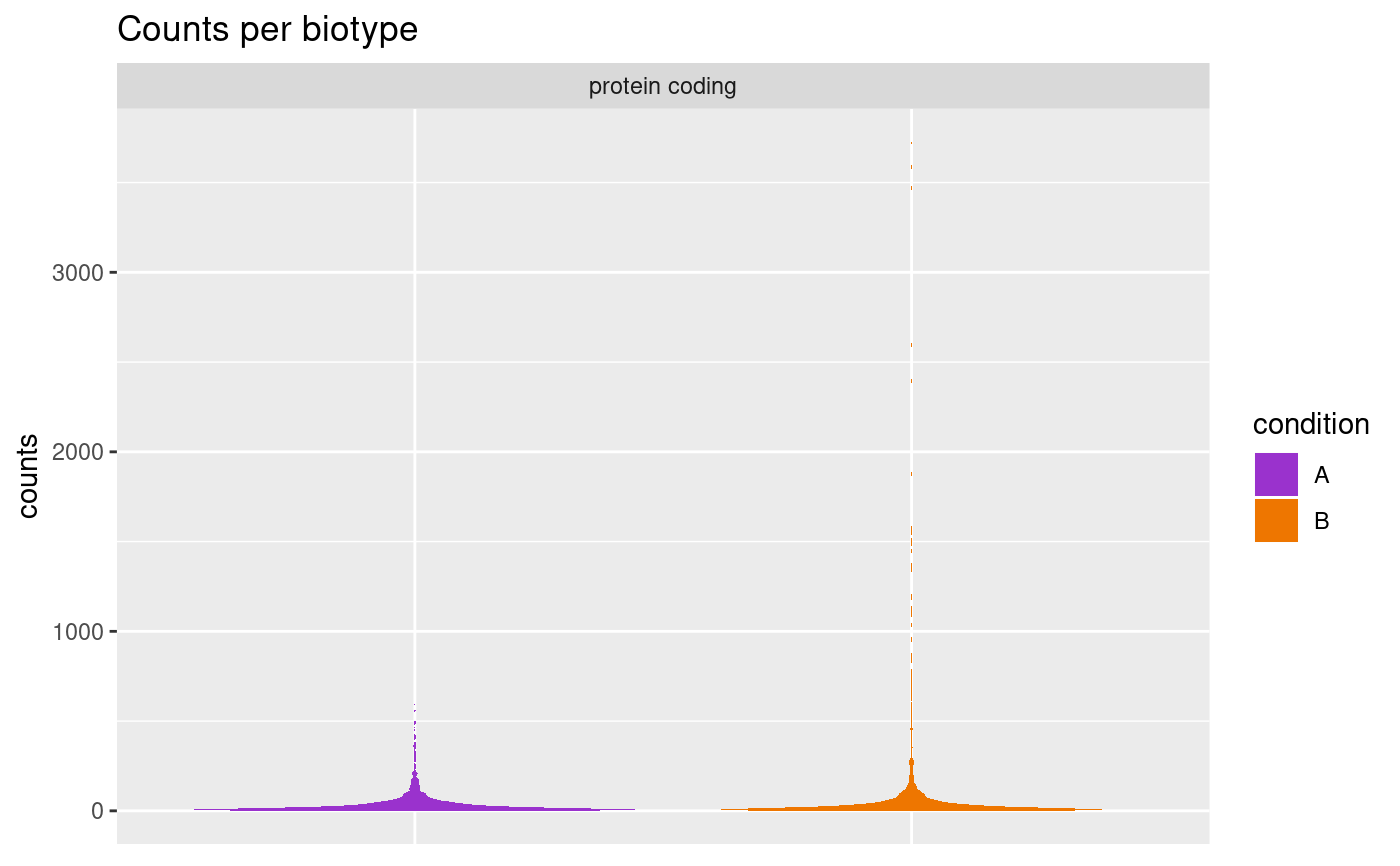 Counts per biotype
protein coding
3000
2000
1000
0
counts
condition
A
B